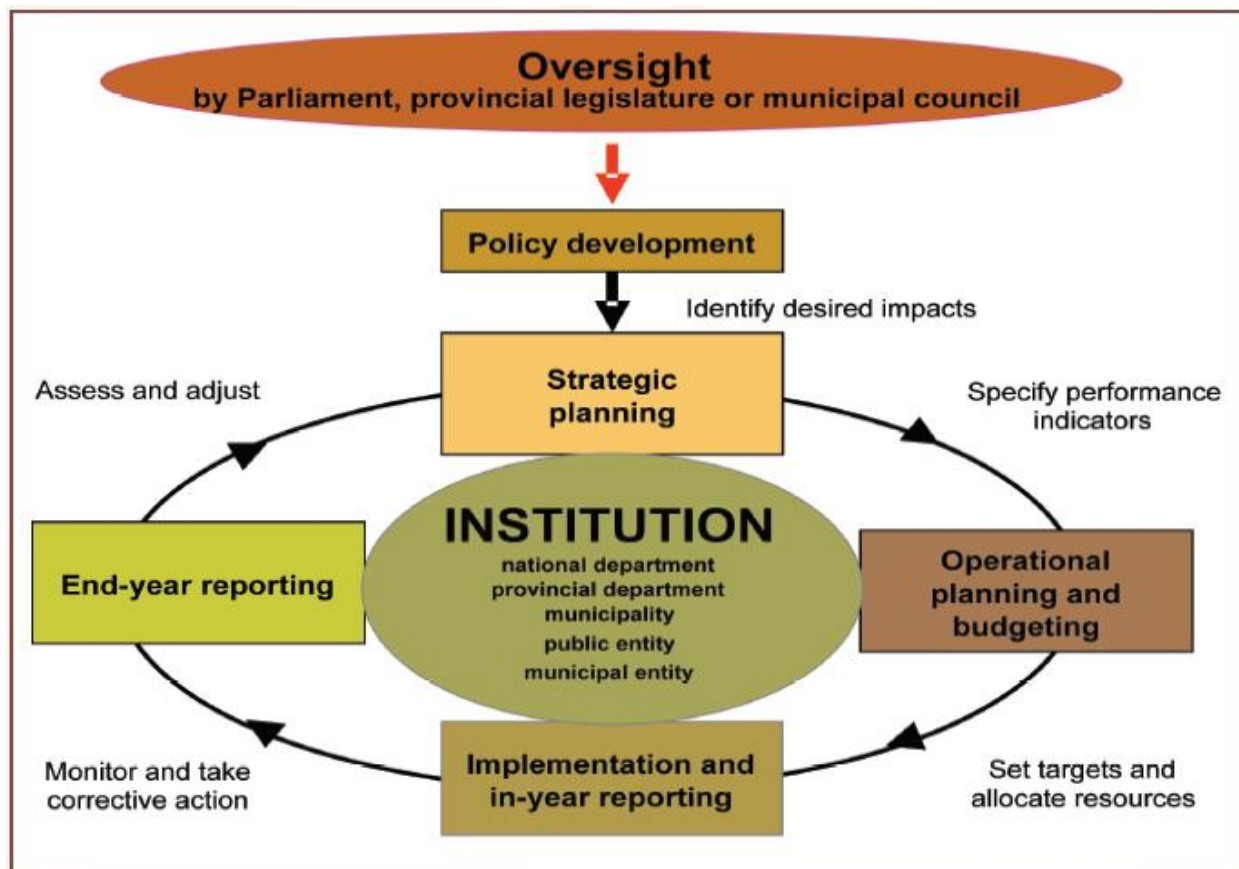 Oversight
by Parliament, provincial legislature or municipal council
Policy development
Identify desired impacts
Strategic
planning
Assess and adjust
Specify performance
indicators
INSTITUTION
national department
provincial department
municipality
public entity
municipal entity
End-year reporting
Operational
planning and
budgeting
Implementation and
in-year reporting
Monitor and take
corrective action
Set targets and
allocate resources